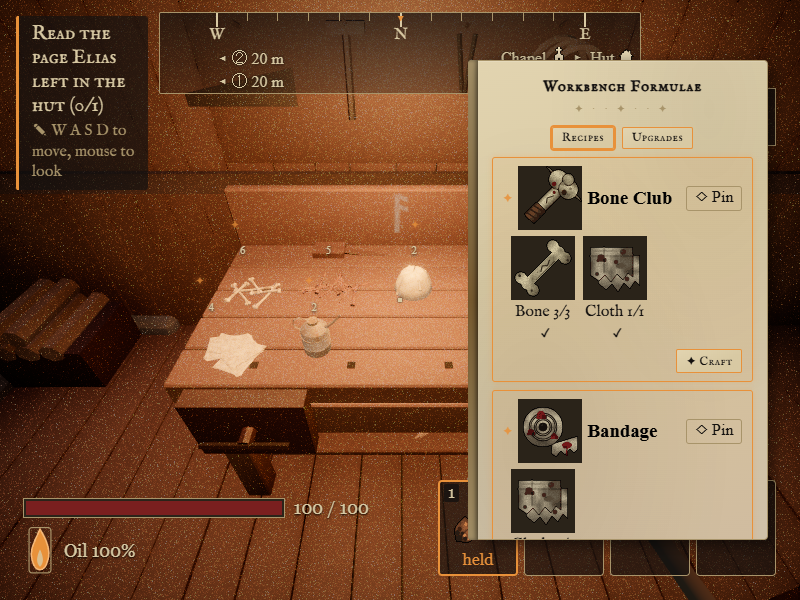 Read the
page Elias
left in the
hut (0/1)
W A S D to
move, mouse to
look
W
N
E
② 20 m
① 20 m
Chapel
Hut
Workbench Formulae
Recipes
Upgrades
Bone Club
Pin
Bone 3/3
Cloth 1/1
✓
✓
Craft
Bandage
Pin
6
5
2
4
2
100 / 100
Oil 100%
1
held